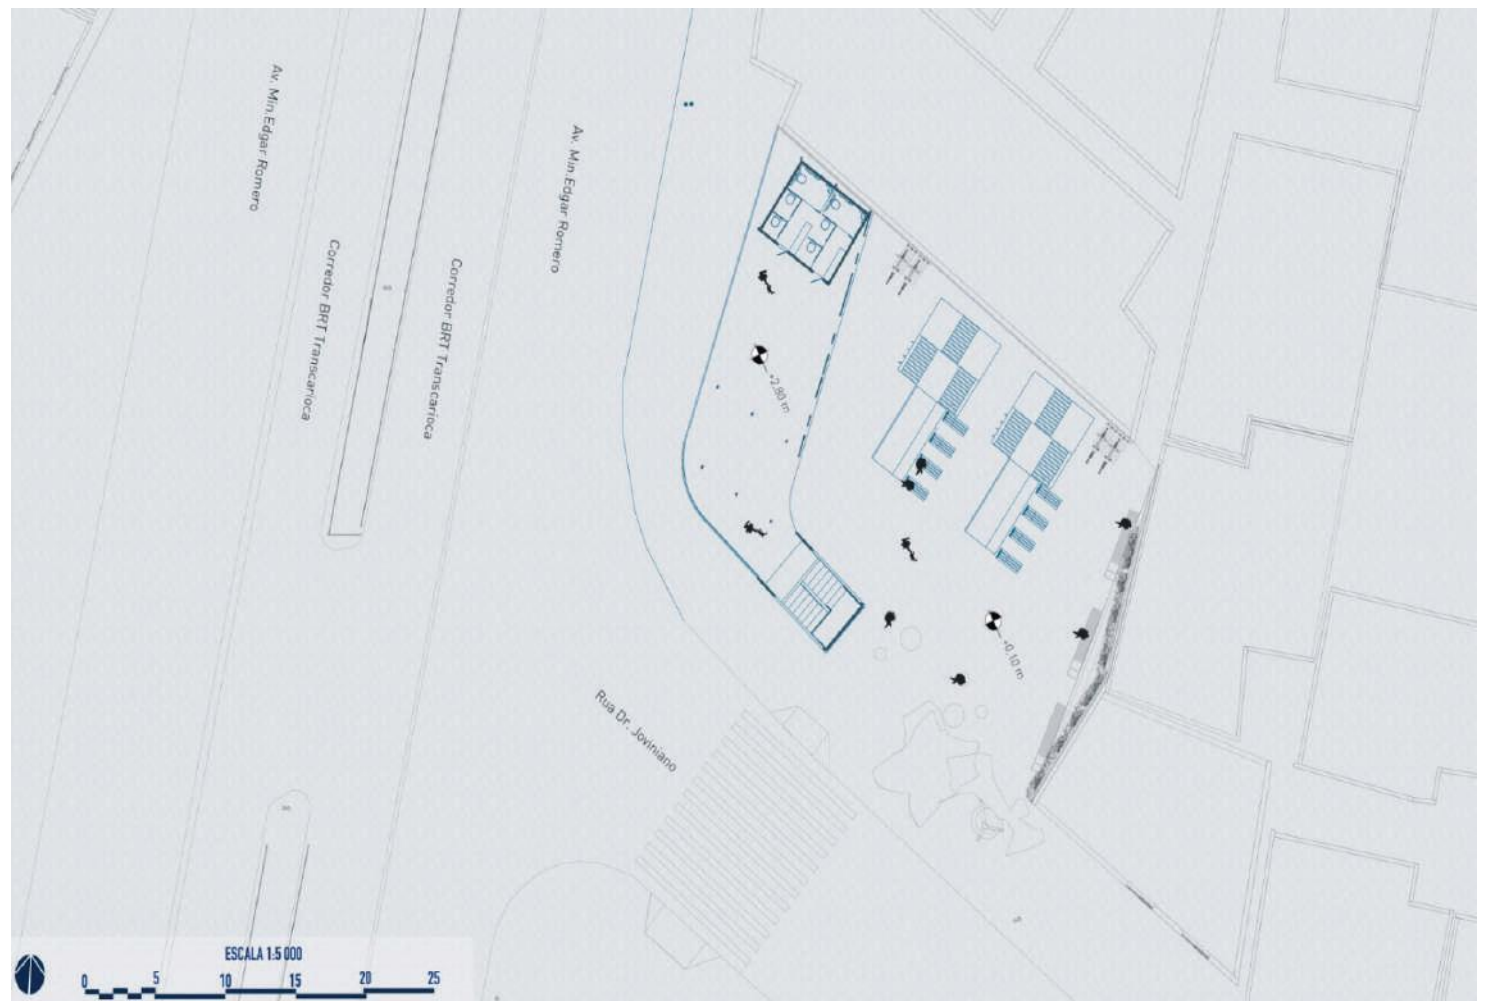 Av. Min.Edgar Romero
Corredor BRT Transcarioca
Corredor BRT Transcarioca
Av. Min.Edgar Romero
+2,80 m
+0,10 m
Rua Dr. Joviniano
ESCALA 1:5 000
0 5 10 15 20 25